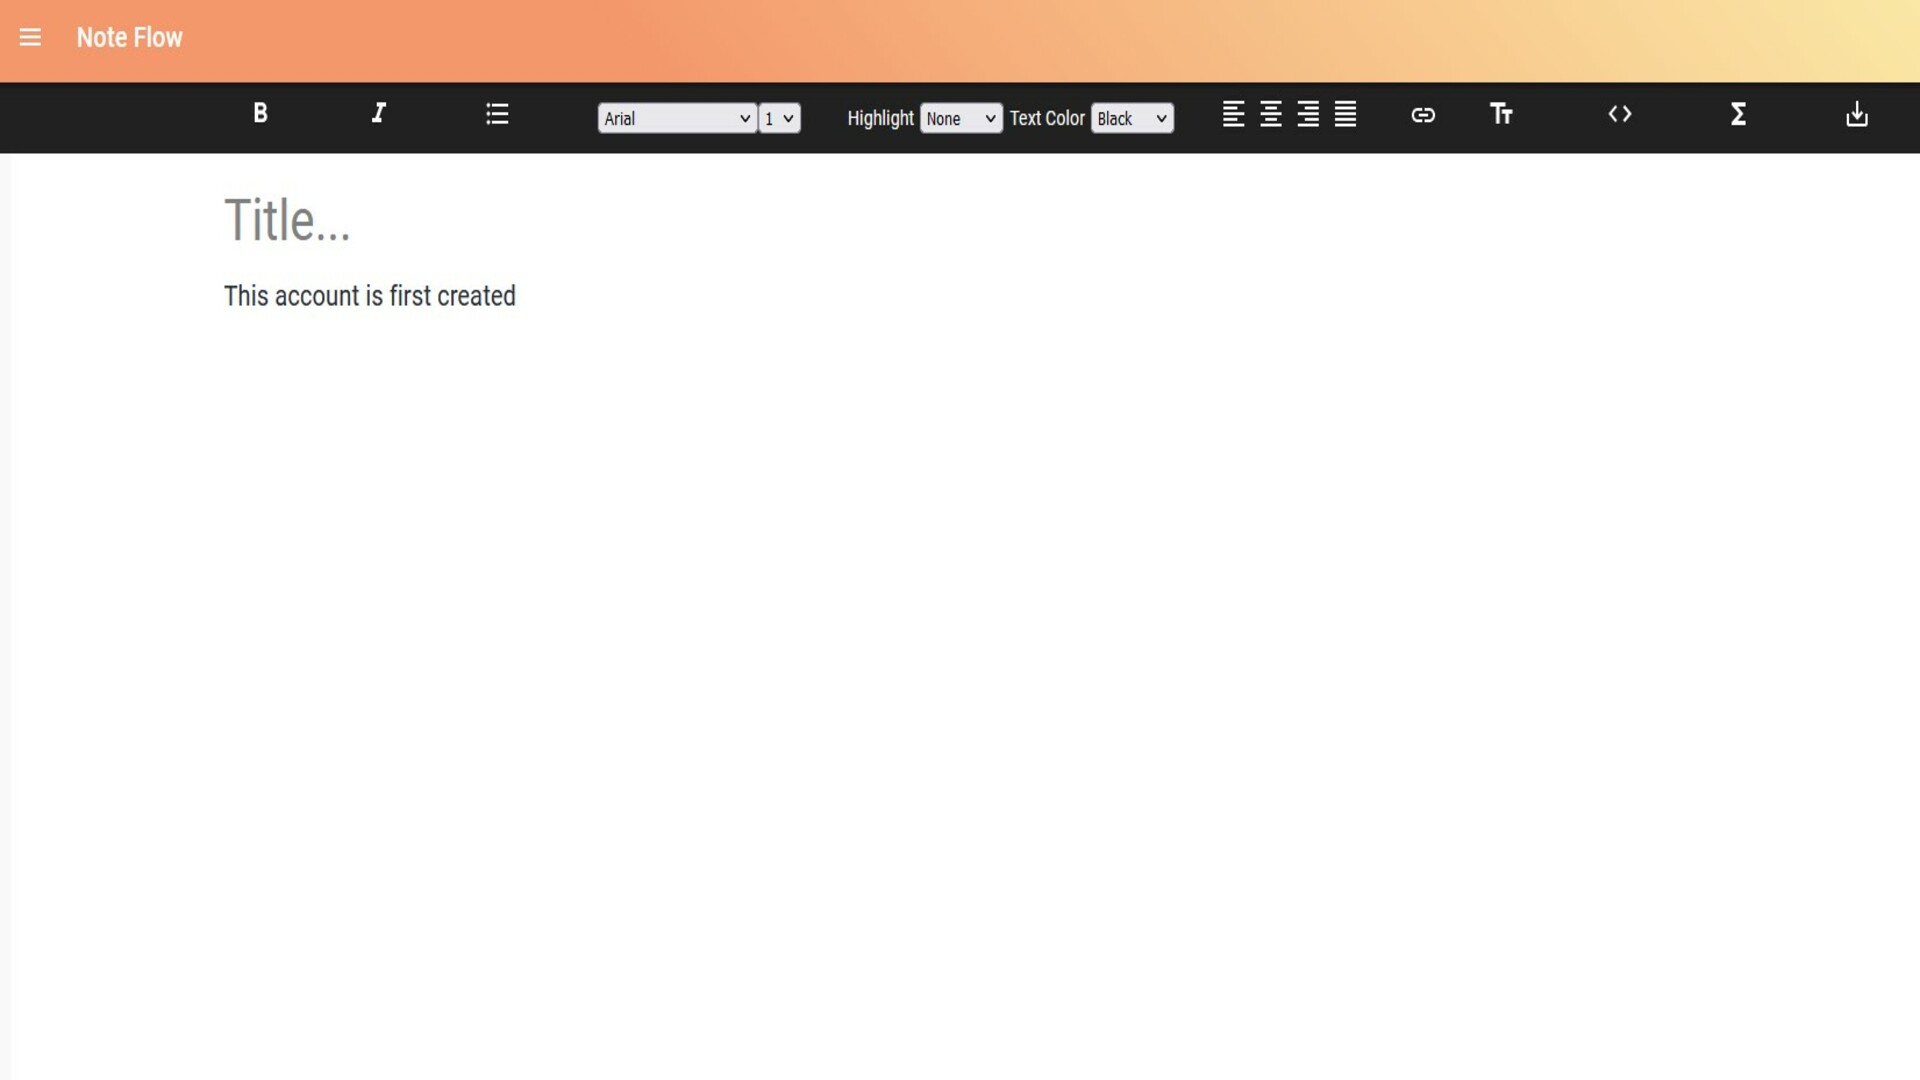 Note Flow
B I Arial 1 Highlight None Text Color Black Tт <> Σ
Title...
This account is first created